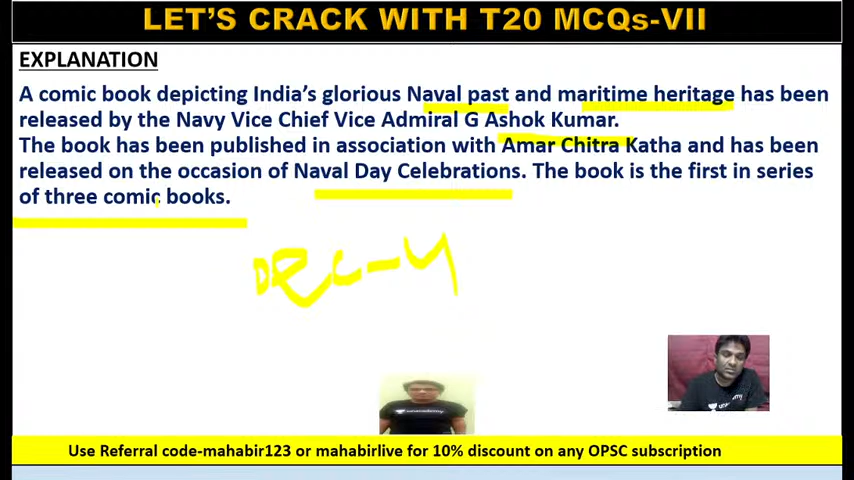 LET'S CRACK WITH T20 MCQs-VII
EXPLANATION
A comic book depicting India's glorious Naval past and maritime heritage has been
released by the Navy Vice Chief Vice Admiral G Ashok Kumar.
The book has been published in association with Amar Chitra Katha and has been
released on the occasion of Naval Day Celebrations. The book is the first in series
of three comic books.
DEC-4
unacademy
Use Referral code-mahabir123 or mahabirlive for 10% discount on any OPSC subscription